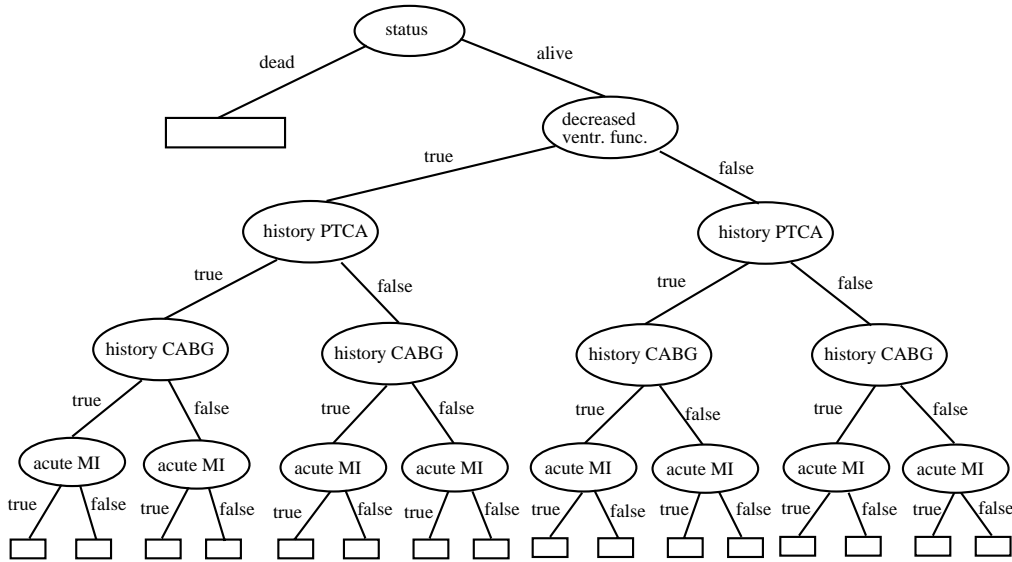 status
dead
alive
decreased
ventr. func.
true
false
history PTCA
history PTCA
true
false
true
false
history CABG
history CABG
history CABG
history CABG
true
false
true
false
true
false
true
false
acute MI
acute MI
acute MI
acute MI
acute MI
acute MI
acute MI
acute MI
true
false
true
false
true
false
true
false
true
false
true
false
true
false
true
false